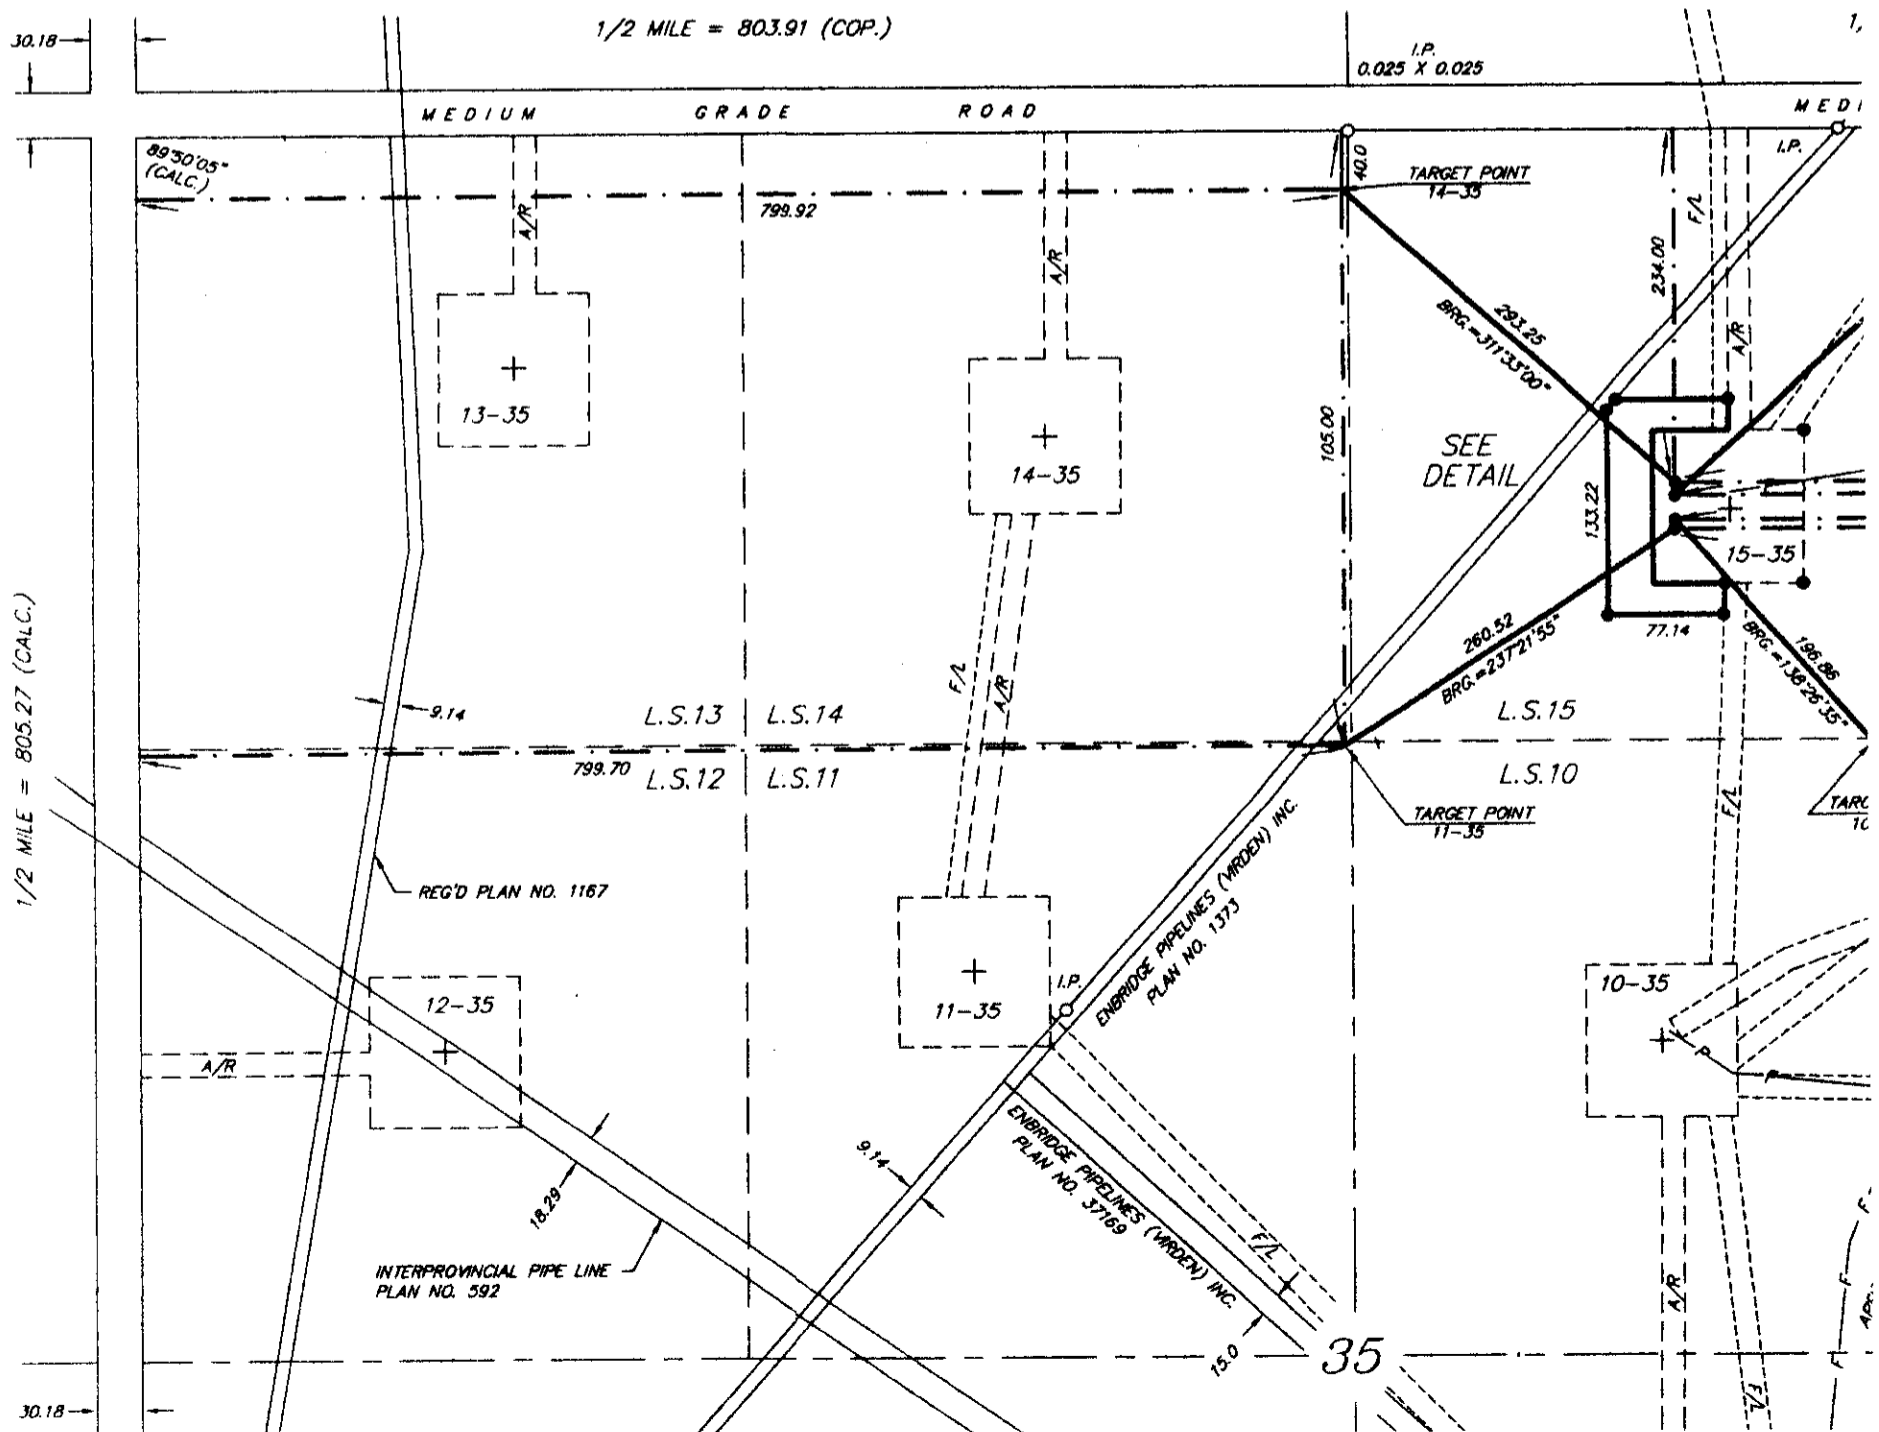 30.18
1/2 MILE = 803.91 (COP.)
I.P.
0.025 X 0.025
1,
MEDIUM GRADE ROAD
MEDI
I.P.
89°50'05"
(CALC.)
799.92
A/R
A/R
40.0
TARGET POINT
14-35
F/L
234.00
A/R
293.25
BRG.=311°33'00"
13-35
14-35
105.00
SEE
DETAIL
133.22
15-35
77.14
260.52
BRG.=237°21'55"
196.86
BRG.=138°26'35"
1/2 MILE = 805.27 (CALC.)
9.14
F/L
A/R
L.S.13
L.S.14
L.S.15
799.70
L.S.12
L.S.11
L.S.10
TARGET POINT
11-35
F/L
TARG
10
REG'D PLAN NO. 1167
ENBRIDGE PIPELINES (VIRDEN) INC.
PLAN NO. 1373
12-35
11-35
I.P.
10-35
A/R
P
P
9.14
18.29
ENBRIDGE PIPELINES (VIRDEN) INC.
PLAN NO. 37169
F/L
INTERPROVINCIAL PIPE LINE
PLAN NO. 592
15.0
35
A/R
F/L
F
F
F
F
30.18